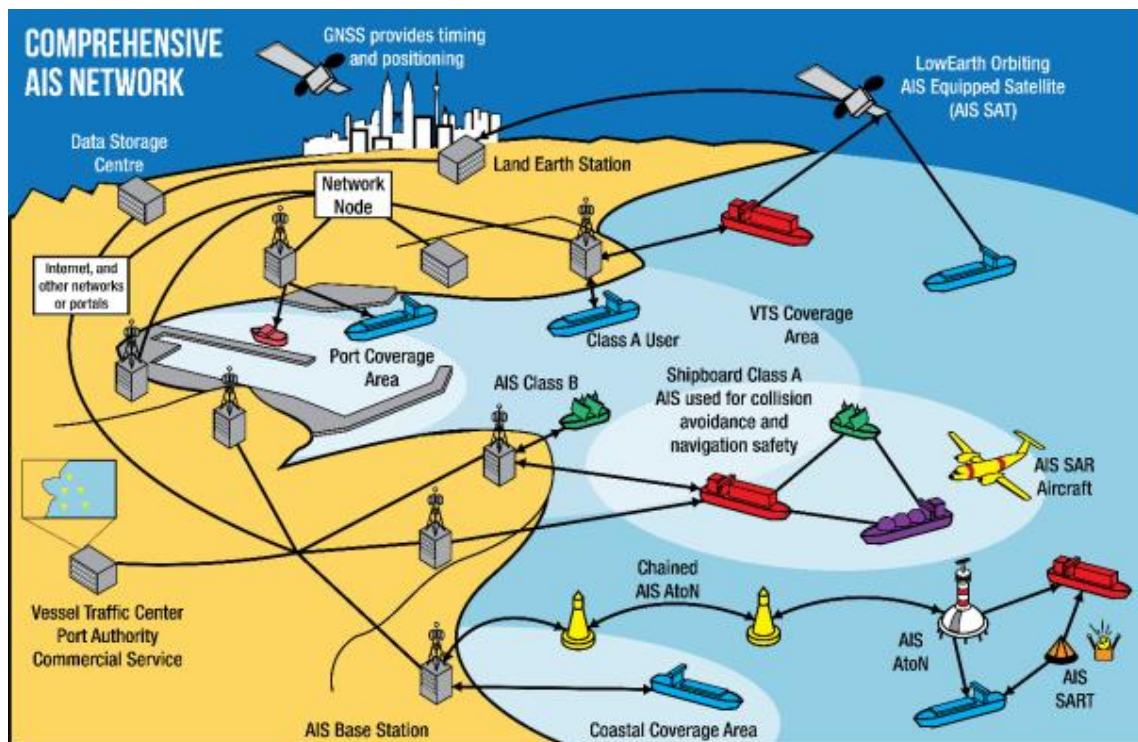 COMPREHENSIVE
AIS NETWORK
GNSS provides timing
and positioning
LowEarth Orbiting
AIS Equipped Satellite
(AIS SAT)
Data Storage
Centre
Land Earth Station
Network
Node
Internet, and
other networks
or portals
Port Coverage
Area
Class A User
VTS Coverage
Area
AIS Class B
Shipboard Class A
AIS used for collision
avoidance and
navigation safety
AIS SAR
Aircraft
Vessel Traffic Center
Port Authority
Commercial Service
Chained
AIS AtoN
AIS
AtoN
AIS
SART
AIS Base Station
Coastal Coverage Area